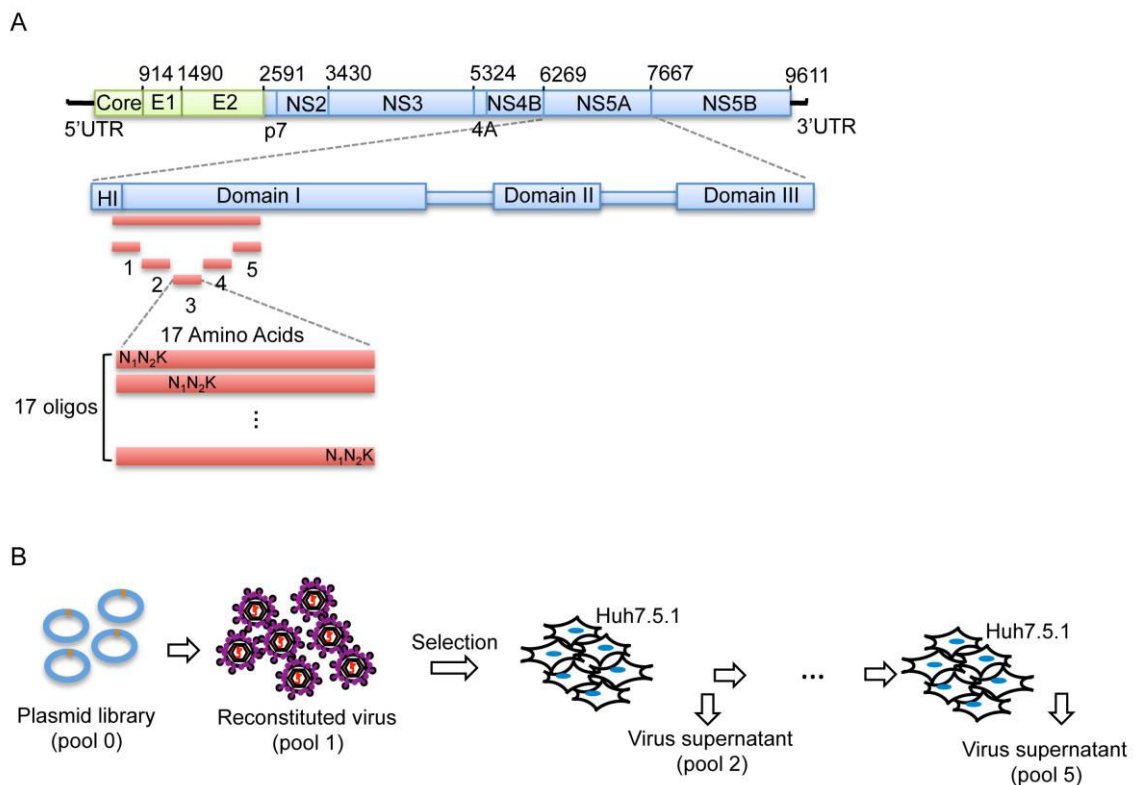 A
914 1490 2591 3430 5324 6269 7667 9611
Core E1 E2 NS2 NS3 NS4B NS5A NS5B
5'UTR p7 4A 3'UTR
HI Domain I Domain II Domain III
1 2 3 4 5
17 Amino Acids
N₁N₂K
N₁N₂K
17 oligos
⋮
N₁N₂K
B
Huh7.5.1
Huh7.5.1
Selection
...
Plasmid library
(pool 0)
Reconstituted virus
(pool 1)
Virus supernatant
(pool 2)
Virus supernatant
(pool 5)